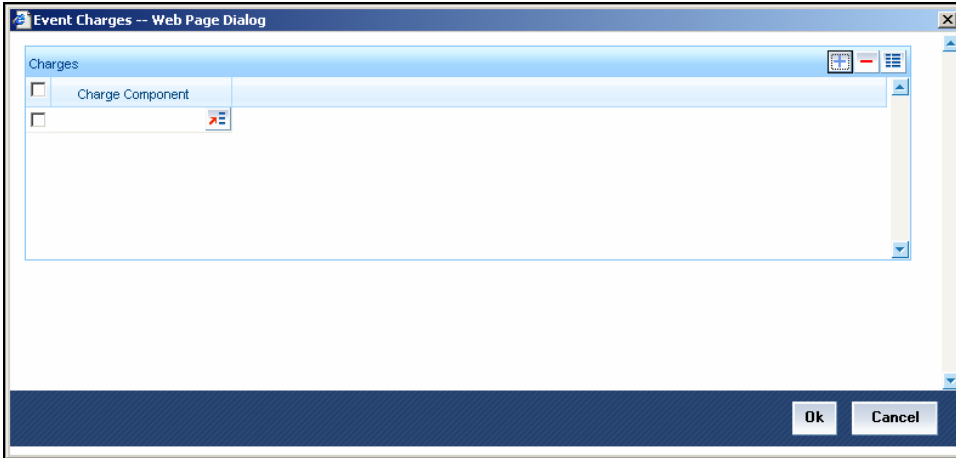 Event Charges -- Web Page Dialog
Charges
Charge Component
Ok Cancel